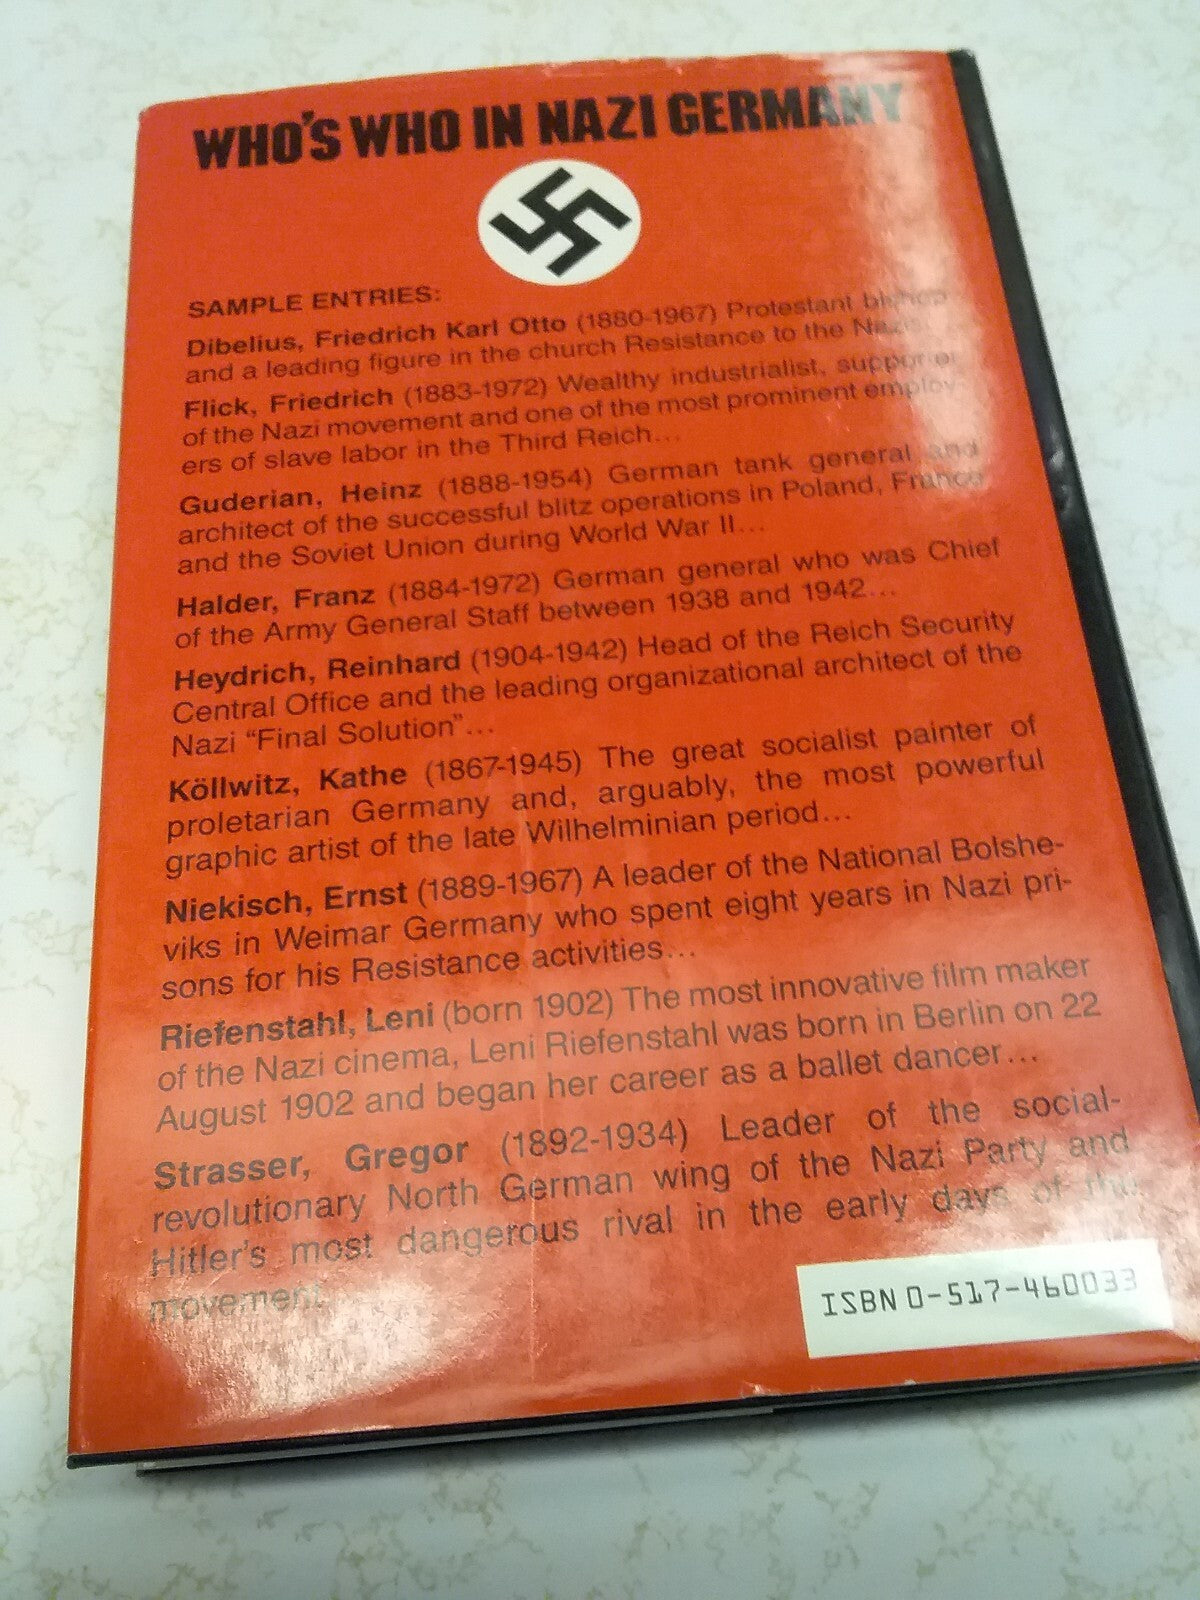 WHO'S WHO IN NAZI GERMANY
SAMPLE ENTRIES:
Dibelius, Friedrich Karl Otto (1880-1967) Protestant bishop
and a leading figure in the church Resistance to the Nazis.
Flick, Friedrich (1883-1972) Wealthy industrialist, supporter
of the Nazi movement and one of the most prominent employ-
ers of slave labor in the Third Reich...
Guderian, Heinz (1888-1954) German tank general and
architect of the successful blitz operations in Poland, France
and the Soviet Union during World War II...
Halder, Franz (1884-1972) German general who was Chief
of the Army General Staff between 1938 and 1942...
Heydrich, Reinhard (1904-1942) Head of the Reich Security
Central Office and the leading organizational architect of the
Nazi "Final Solution"...
Köllwitz, Kathe (1867-1945) The great socialist painter of
proletarian Germany and, arguably, the most powerful
graphic artist of the late Wilhelminian period...
Niekisch, Ernst (1889-1967) A leader of the National Bolshe-
viks in Weimar Germany who spent eight years in Nazi pri-
sons for his Resistance activities...
Riefenstahl, Leni (born 1902) The most innovative film maker
of the Nazi cinema, Leni Riefenstahl was born in Berlin on 22
August 1902 and began her career as a ballet dancer...
Strasser, Gregor (1892-1934) Leader of the social-
revolutionary North German wing of the Nazi Party and
Hitler's most dangerous rival in the early days of the
movement
ISBN 0-517-460033